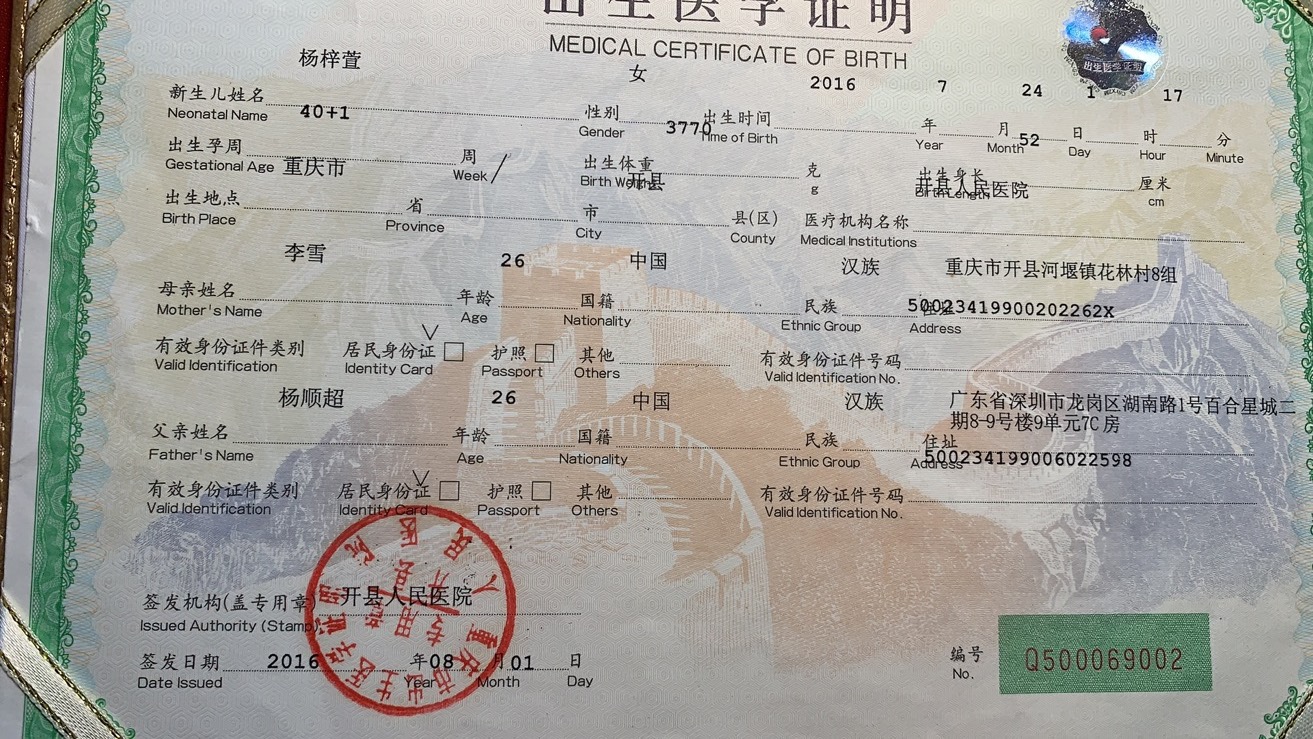 出生医学证明
MEDICAL CERTIFICATE OF BIRTH
出生医学证明
杨梓萱 女 2016 7 24 1 17
新生儿姓名 性别 出生时间 年 月 日 时 分
Neonatal Name Gender Time of Birth Year Month Day Hour Minute
40+1 3770 52
出生孕周 周 出生体重 克 出生身长 厘米
Gestational Age Week Birth Weight g Birth Length cm
重庆市 / 开县 开县人民医院
出生地点 省 市 县(区) 医疗机构名称
Birth Place Province City County Medical Institutions
李雪 26 中国 汉族 重庆市开县河堰镇花林村8组
母亲姓名 年龄 国籍 民族 住址
Mother's Name Age Nationality Ethnic Group Address
50023419900202262X
有效身份证件类别 居民身份证 护照 其他 有效身份证件号码
Valid Identification Identity Card Passport Others Valid Identification No.
杨顺超 26 中国 汉族 广东省深圳市龙岗区湖南路1号百合星城二
期8-9号楼9单元7C房
父亲姓名 年龄 国籍 民族 住址
Father's Name Age Nationality Ethnic Group Address
500234199006022598
有效身份证件类别 居民身份证 护照 其他 有效身份证件号码
Valid Identification Identity Card Passport Others Valid Identification No.
签发机构(盖专用章) 开县人民医院
Issued Authority (Stamp)
签发日期 2016 年 08 月 01 日
Date Issued Year Month Day
编号 Q500069002
No.